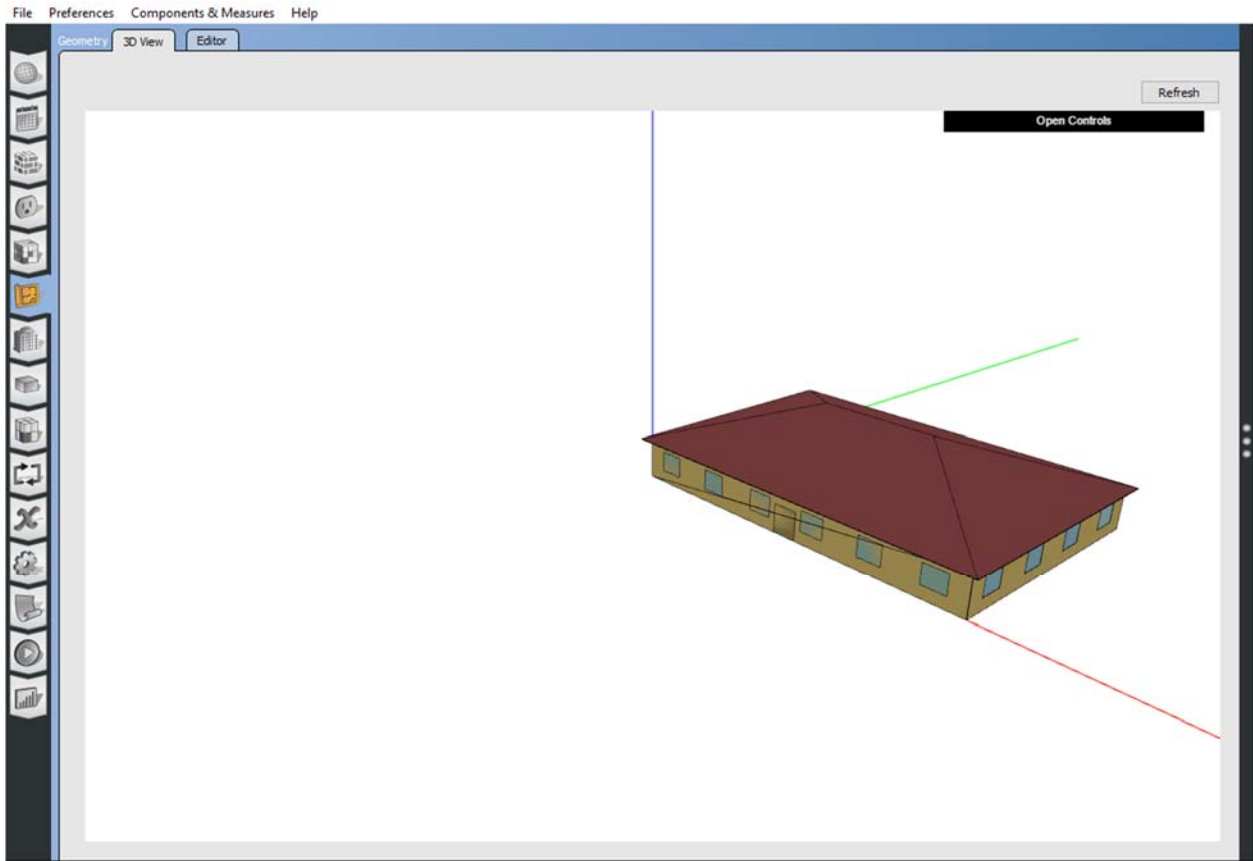 File Preferences Components & Measures Help
Geometry 3D View Editor
Refresh
Open Controls